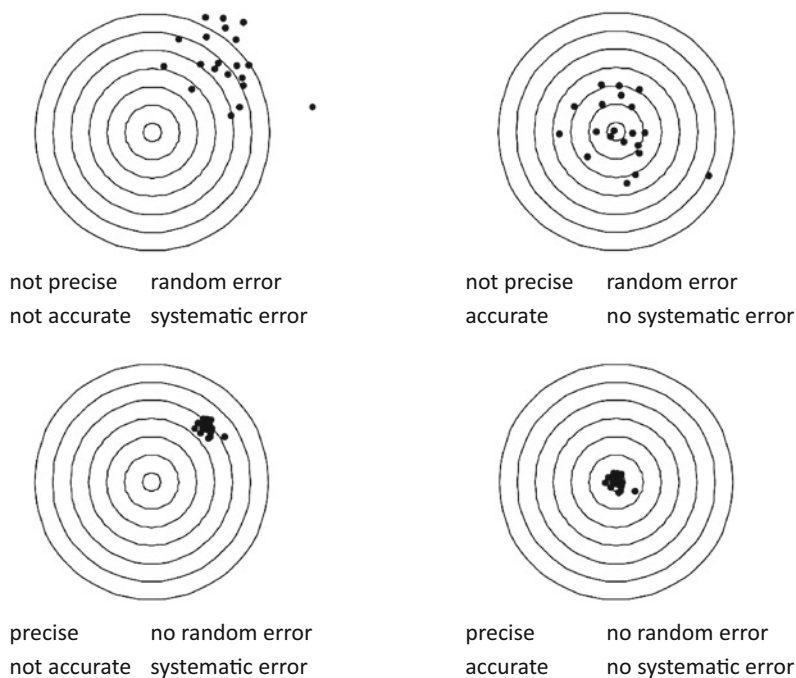 not precise random error
not accurate systematic error
not precise random error
accurate no systematic error
precise no random error
not accurate systematic error
precise no random error
accurate no systematic error